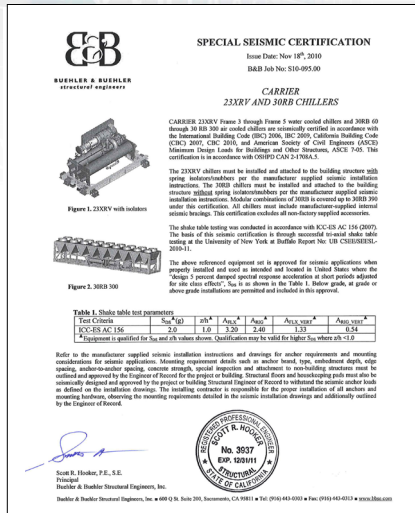 B&B
BUEHLER & BUEHLER
structural engineers
SPECIAL SEISMIC CERTIFICATION
Issue Date: Nov 18th, 2010
B&B Job No: S10-095.00
CARRIER
23XRV AND 30RB CHILLERS
CARRIER 23XRV Frame 3 through Frame 5 water cooled chillers and 30RB 60
through 30 RB 300 air cooled chillers are seismically certified in accordance with
the International Building Code (IBC) 2006, IBC 2009, California Building Code
(CBC) 2007, CBC 2010, and American Society of Civil Engineers (ASCE)
Minimum Design Loads for Buildings and Other Structures, ASCE 7-05. This
certification is in accordance with OSHPD CAN 2-1708A.5.
The 23XRV chillers must be installed and attached to the building structure with
spring isolators/snubbers per the manufacturer supplied seismic installation
instructions. The 30RB chillers must be installed and attached to the building
structure without spring isolators/snubbers per the manufacturer supplied seismic
installation instructions. Modular combinations of 30RB is covered up to 30RB 390
under this certification. All chillers must include manufacturer-supplied internal
seismic bracings. This certification excludes all non-factory supplied accessories.
Figure 1. 23XRV with isolators
The shake table testing was conducted in accordance with ICC-ES AC 156 (2007).
The basis of this seismic certification is through successful tri-axial shake table
testing at the University of New York at Buffalo Report No: UB CSEE/SEESL-
2010-11.
The above referenced equipment set is approved for seismic applications when
properly installed and used as intended and located in United States where the
"design 5 percent damped spectral response acceleration at short periods adjusted
for site class effects", SDS is as shown in the Table 1. Below grade, at grade or
above grade installations are permitted and included in this approval.
Figure 2. 30RB 300
Table 1. Shake table test parameters
Test Criteria SDS▲(g) z/h▲ AFLX▲ ARIG▲ AFLX_VERT▲ ARIG_VERT▲
ICC-ES AC 156 2.0 1.0 3.20 2.40 1.33 0.54
▲Equipment is qualified for SDS and z/h values shown. Qualification may be valid for higher SDS where z/h <1.0
Refer to the manufacturer supplied seismic installation instructions and drawings for anchor requirements and mounting
considerations for seismic applications. Mounting requirement details such as anchor brand, type, embedment depth, edge
spacing, anchor-to-anchor spacing, concrete strength, special inspection and attachment to non-building structures must be
outlined and approved by the Engineer of Record for the project or building. Structural floors and housekeeping pads must also be
seismically designed and approved by the project or building Structural Engineer of Record to withstand the seismic anchor loads
as defined on the installation drawings. The installing contractor is responsible for the proper installation of all anchors and
mounting hardware, observing the mounting requirements detailed in the seismic installation drawings and additionally outlined
by the Engineer of Record.
REGISTERED PROFESSIONAL ENGINEER
SCOTT R. HOOKER
No. 3937
EXP. 12/31/11
STRUCTURAL
STATE OF CALIFORNIA
Scott R. Hooker, P.E., S.E.
Principal
Buehler & Buehler Structural Engineers, Inc.
Buehler & Buehler Structural Engineers, Inc. ■ 600 Q St. Suite 200, Sacramento, CA 95811 ■ Tel: (916) 443-0303 ■ Fax: (916) 443-0313 ■ www.bbse.com